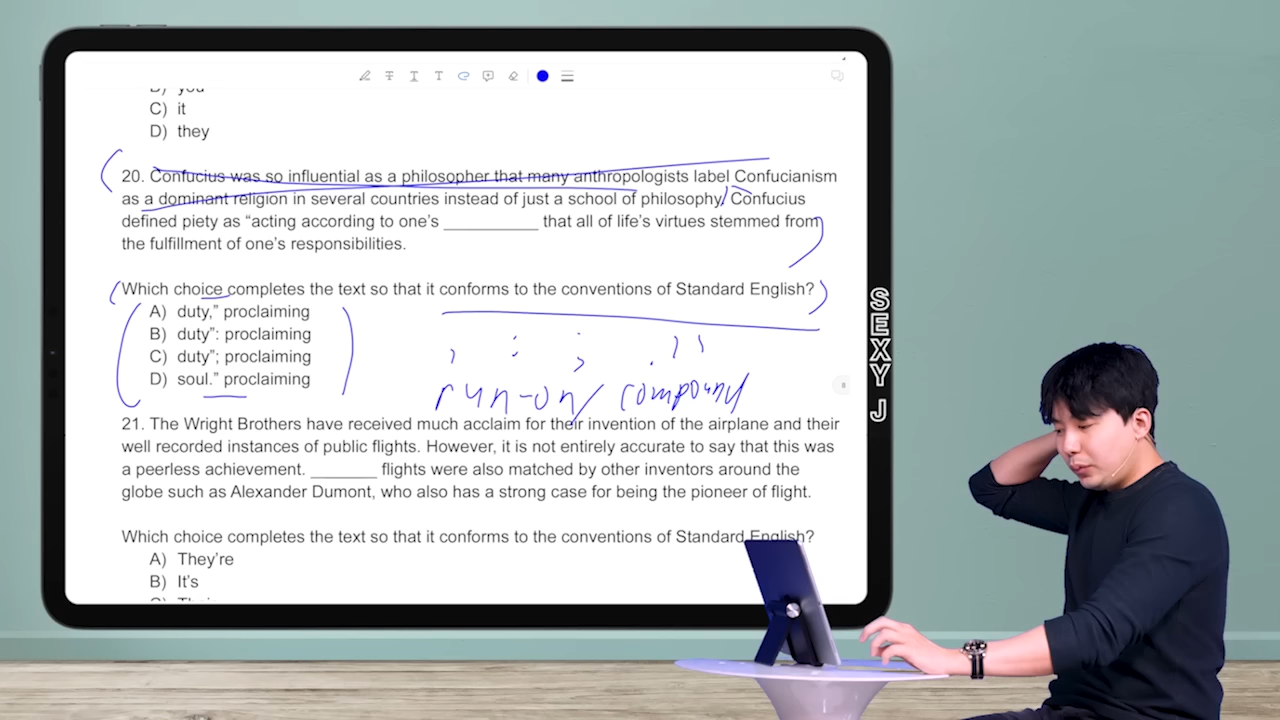 B) you
C) it
D) they
20. Confucius was so influential as a philosopher that many anthropologists label Confucianism
as a dominant religion in several countries instead of just a school of philosophy. Confucius
defined piety as “acting according to one’s ___________ that all of life’s virtues stemmed from
the fulfillment of one’s responsibilities.
Which choice completes the text so that it conforms to the conventions of Standard English?
A) duty,” proclaiming
B) duty”: proclaiming
C) duty”; proclaiming
D) soul.” proclaiming
, : ; . ” 
run-on/compound
21. The Wright Brothers have received much acclaim for their invention of the airplane and their
well recorded instances of public flights. However, it is not entirely accurate to say that this was
a peerless achievement. ________ flights were also matched by other inventors around the
globe such as Alexander Dumont, who also has a strong case for being the pioneer of flight.
Which choice completes the text so that it conforms to the conventions of Standard English?
A) They’re
B) It’s
8
SEXY J